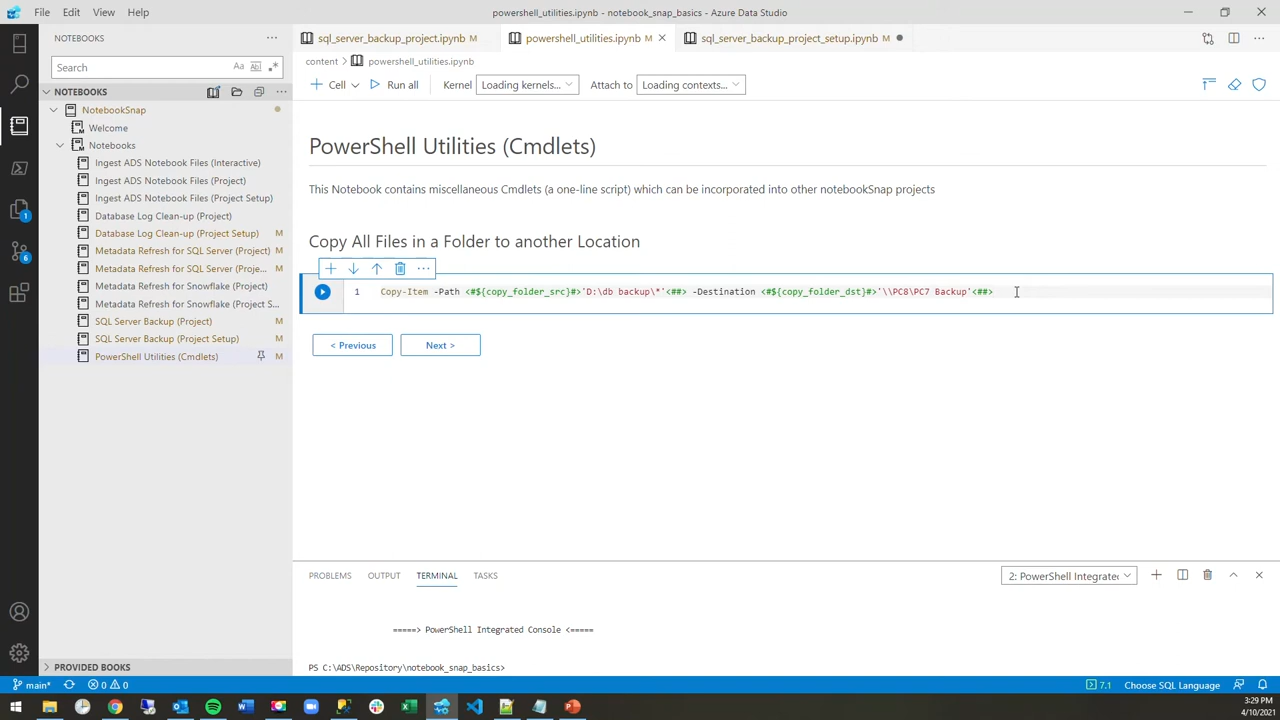 File Edit View Help
powershell_utilities.ipynb - notebook_snap_basics - Azure Data Studio
NOTEBOOKS
Search
NOTEBOOKS
NotebookSnap
Welcome
Notebooks
Ingest ADS Notebook Files (Interactive)
Ingest ADS Notebook Files (Project)
Ingest ADS Notebook Files (Project Setup)
Database Log Clean-up (Project)
Database Log Clean-up (Project Setup) M
Metadata Refresh for SQL Server (Project) M
Metadata Refresh for SQL Server (Proje... M
Metadata Refresh for Snowflake (Project)
Metadata Refresh for Snowflake (Project S...
SQL Server Backup (Project) M
SQL Server Backup (Project Setup) M
PowerShell Utilities (Cmdlets) M
PROVIDED BOOKS
sql_server_backup_project.ipynb M
powershell_utilities.ipynb M
sql_server_backup_project_setup.ipynb M
content powershell_utilities.ipynb
Cell Run all Kernel Loading kernels... Attach to Loading contexts...
PowerShell Utilities (Cmdlets)
This Notebook contains miscellaneous Cmdlets (a one-line script) which can be incorporated into other notebookSnap projects
Copy All Files in a Folder to another Location
1 Copy-Item -Path <#${copy_folder_src}#>'D:\db backup\*'<##> -Destination <#${copy_folder_dst}#>'\\PC8\PC7 Backup'<##>
< Previous Next >
PROBLEMS OUTPUT TERMINAL TASKS
2: PowerShell Integrated
=====> PowerShell Integrated Console <=====
PS C:\ADS\Repository\notebook_snap_basics>
1
6
main* 0 0
7.1 Choose SQL Language
3:29 PM
4/10/2021